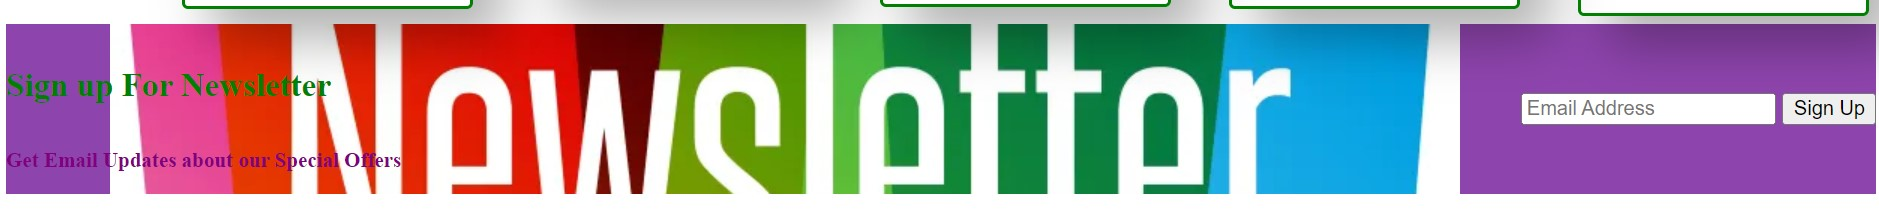 Sign up For Newsletter
Newsletter
Email Address Sign Up
Get Email Updates about our Special Offers